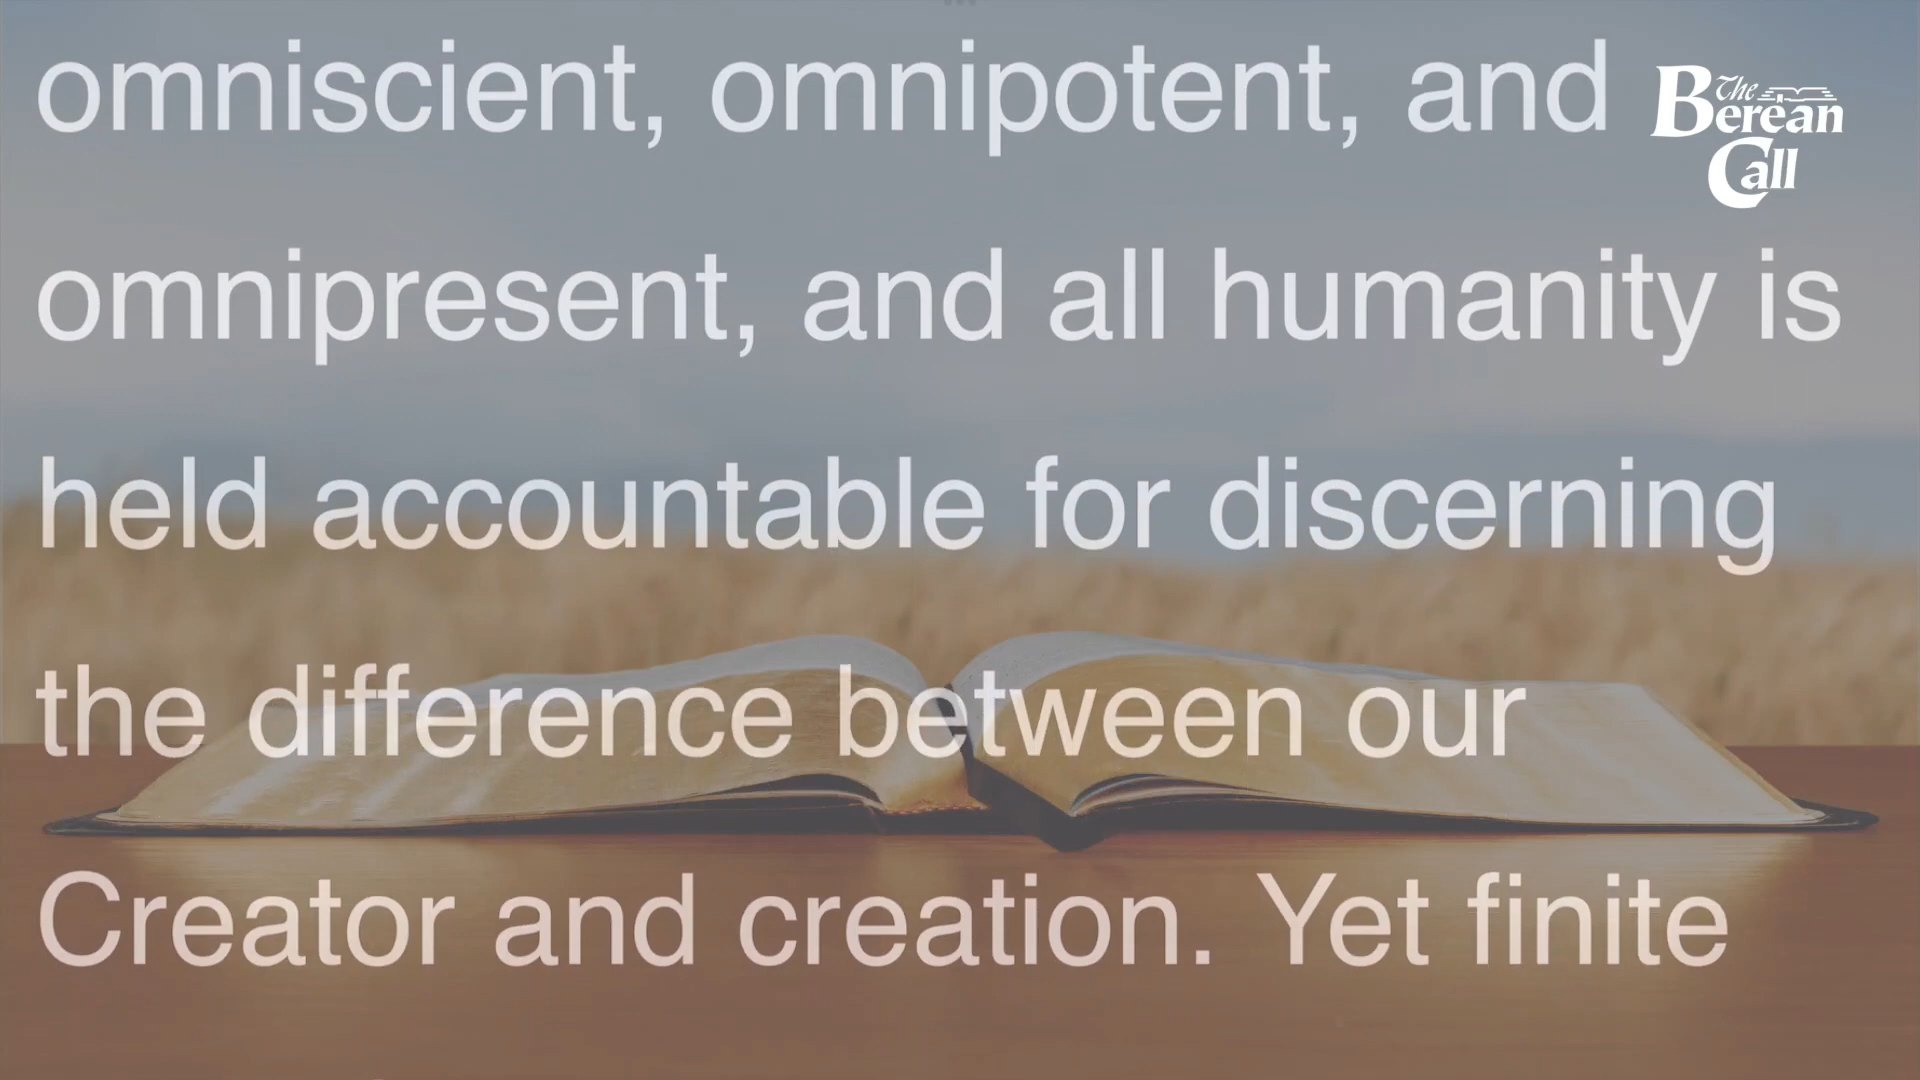 omniscient, omnipotent, and
The
Berean
Call
omnipresent, and all humanity is
held accountable for discerning
the difference between our
Creator and creation. Yet finite